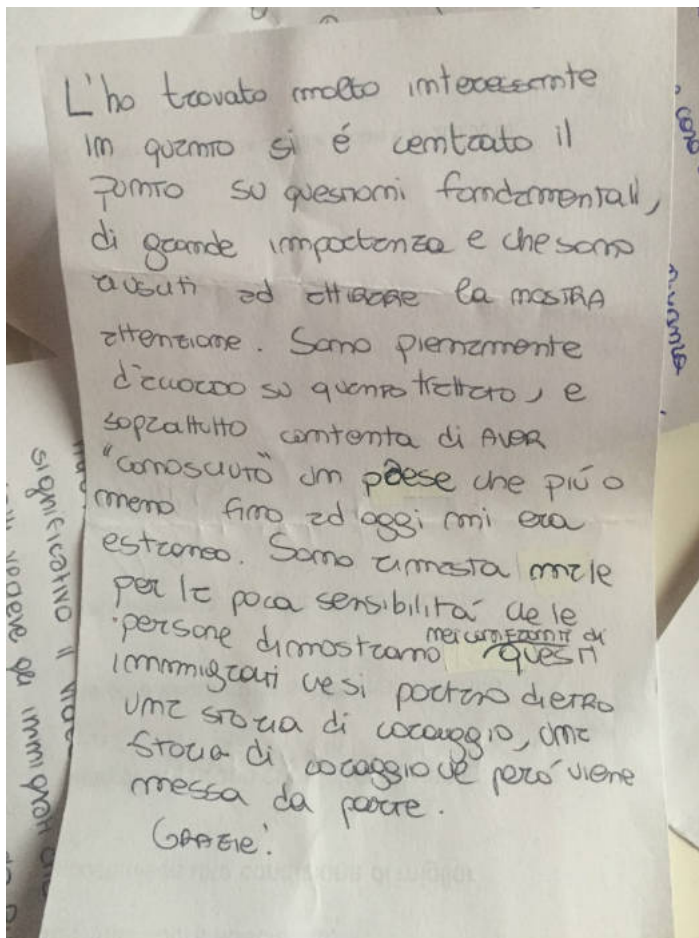 L'ho trovato molto interessante
in quanto si é centrato il
punto su questioni fondamentali,
di grande importanza e che sono
riusciti ad attirare la nostra
attenzione. Sono pienamente
d'accordo su quanto trattato, e
soprattutto contenta di AVER
"conosciuto" un paese che più o
meno fino ad oggi mi era
estraneo. Sono rimasta male
per la poca sensibilità che le
persone dimostrano nei confronti di
questi
immigrati che si portano dietro
una storia di coraggio, una
storia di coraggio che peró viene
messa da parte.
GRAZIE!
significativo il
immigrati che